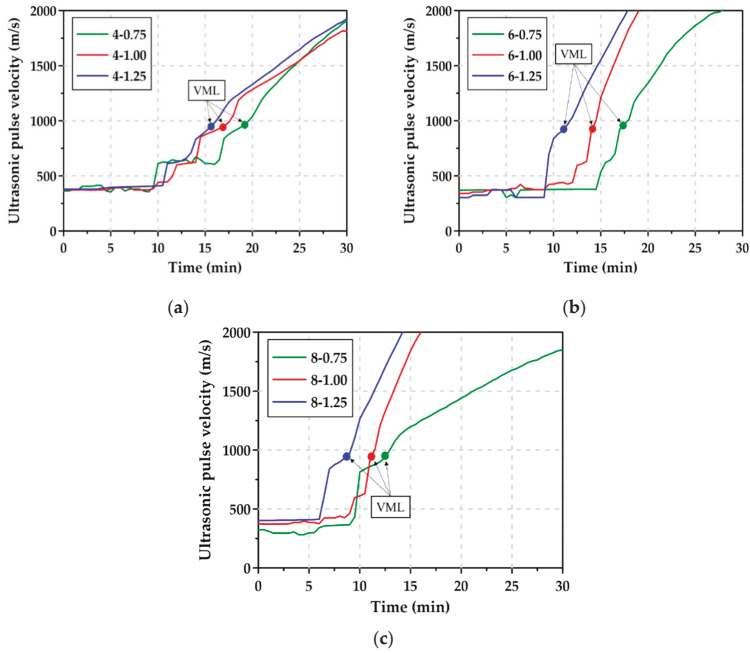 2000
1500
1000
500
0
Ultrasonic pulse velocity (m/s)
4-0.75
4-1.00
4-1.25
VML
0 5 10 15 20 25 30
Time (min)
(a)
2000
1500
1000
500
0
Ultrasonic pulse velocity (m/s)
6-0.75
6-1.00
6-1.25
VML
0 5 10 15 20 25 30
Time (min)
(b)
2000
1500
1000
500
0
Ultrasonic pulse velocity (m/s)
8-0.75
8-1.00
8-1.25
VML
0 5 10 15 20 25 30
Time (min)
(c)